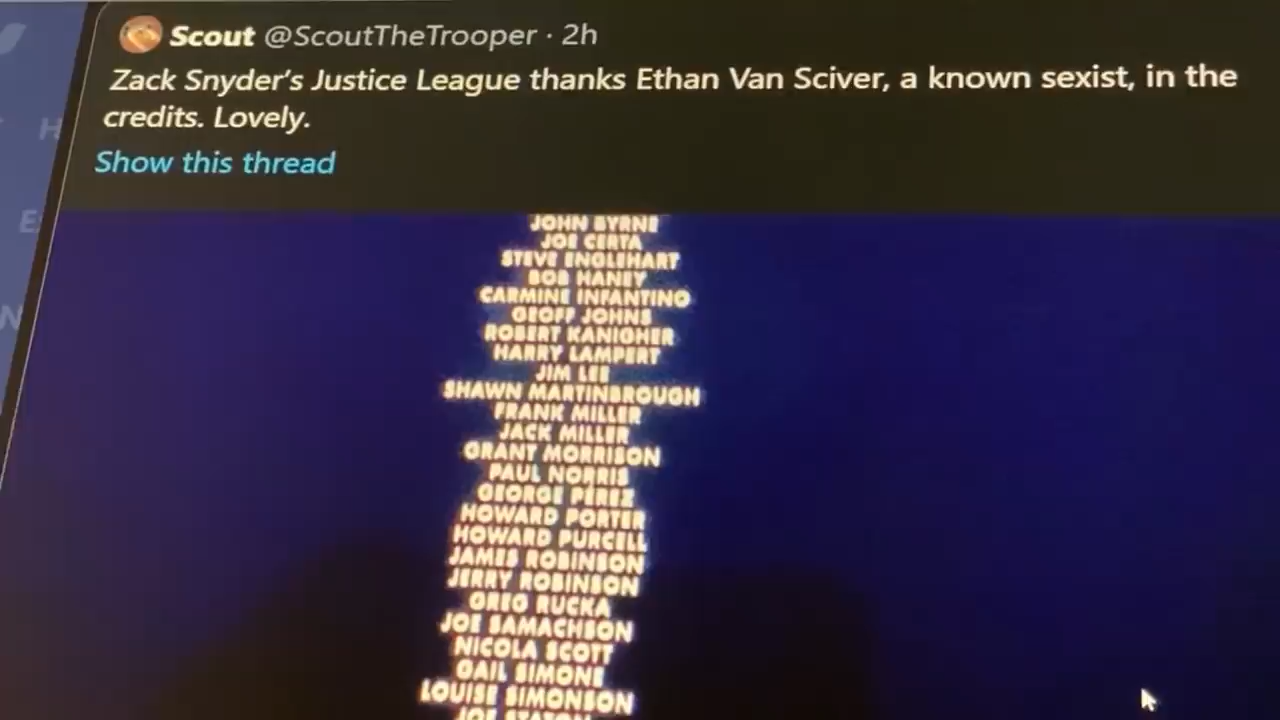 Scout @ScoutTheTrooper · 2h
Zack Snyder's Justice League thanks Ethan Van Sciver, a known sexist, in the
credits. Lovely.
Show this thread
JOHN BYRNE
JOE CERTA
STEVE ENGLEHART
BOB HANEY
CARMINE INFANTINO
GEOFF JOHNS
ROBERT KANIGHER
HARRY LAMPERT
JIM LEE
SHAWN MARTINBROUGH
FRANK MILLER
JACK MILLER
GRANT MORRISON
PAUL NORRIS
GEORGE PÉREZ
HOWARD PORTER
HOWARD PURCELL
JAMES ROBINSON
JERRY ROBINSON
GREG RUCKA
JOE SAMACHSON
NICOLA SCOTT
GAIL SIMONE
LOUISE SIMONSON
JOE STATON